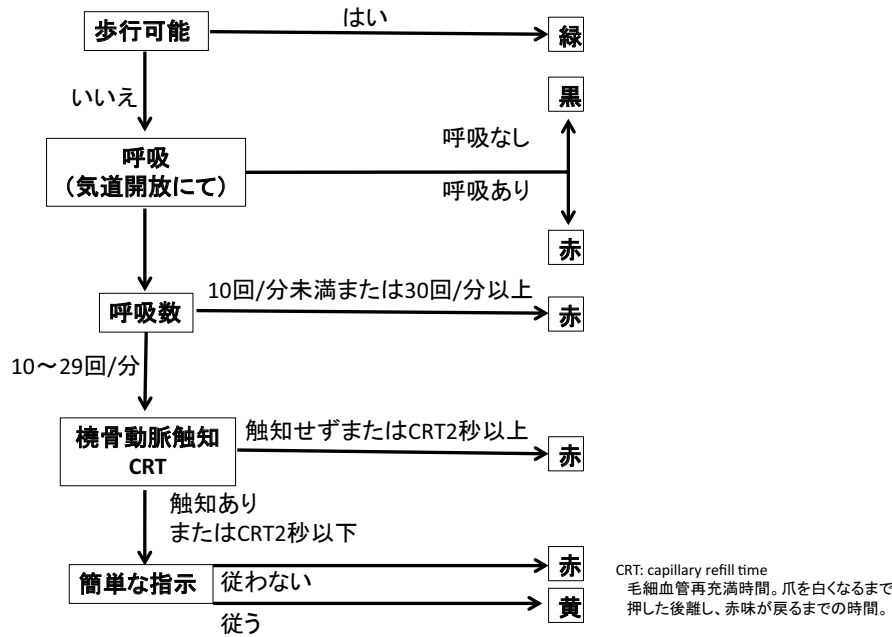 歩行可能
はい
緑
いいえ
黒
呼吸なし
呼吸
（気道開放にて）
呼吸あり
赤
10回/分未満または30回/分以上
呼吸数
赤
10～29回/分
橈骨動脈触知
CRT
触知せずまたはCRT2秒以上
赤
触知あり
またはCRT2秒以下
簡単な指示
従わない
赤
従う
黄
CRT: capillary refill time
毛細血管再充満時間。爪を白くなるまで
押した後離し、赤味が戻るまでの時間。